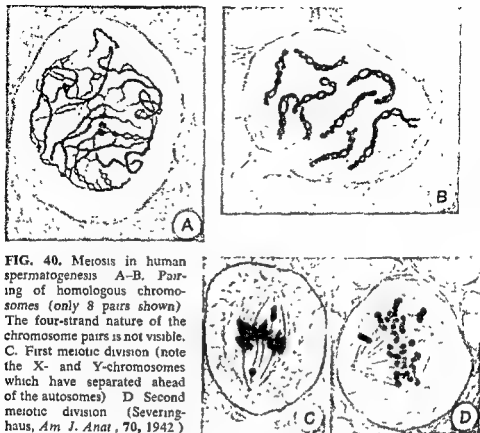 A
B
FIG. 40. Meiosis in human
spermatogenesis A–B. Pair-
ing of homologous chromo-
somes (only 8 pairs shown)
The four-strand nature of the
chromosome pairs is not visible.
C. First meiotic division (note
the X- and Y-chromosomes
which have separated ahead
of the autosomes) D Second
meiotic division (Severing-
haus, Am J. Anat, 70, 1942)
C
D